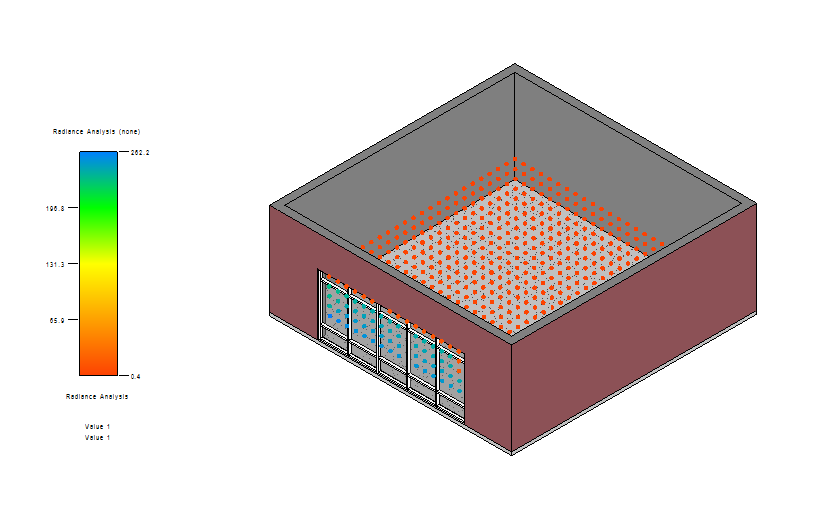 Radiance Analysis (none)
262.2
196.8
131.3
65.9
0.4
Radiance Analysis
Value 1
Value 1